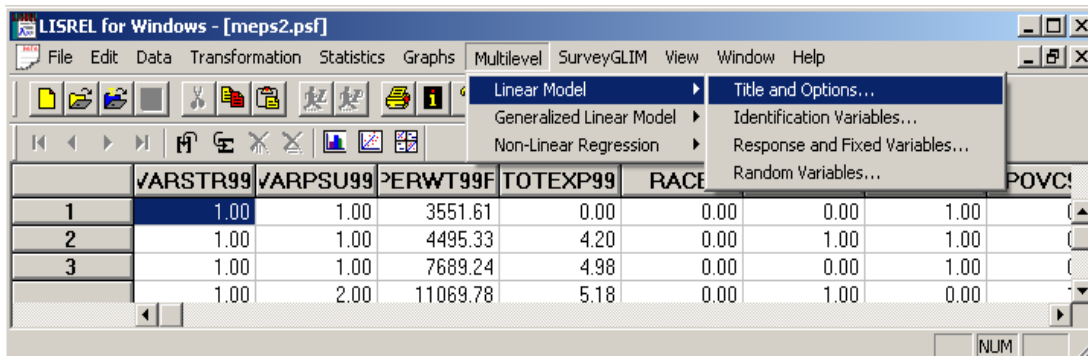 LISREL for Windows - [meps2.psf]
File Edit Data Transformation Statistics Graphs Multilevel SurveyGLIM View Window Help
Linear Model
Generalized Linear Model
Non-Linear Regression
Title and Options...
Identification Variables...
Response and Fixed Variables...
Random Variables...
VARSTR99 VARPSU99 PERWT99F TOTEXP99 RACE POVC9
1 1.00 1.00 3551.61 0.00 0.00 0.00 1.00
2 1.00 1.00 4495.33 4.20 0.00 1.00 1.00
3 1.00 1.00 7689.24 4.98 0.00 0.00 1.00
1.00 2.00 11069.78 5.18 0.00 1.00 0.00
NUM